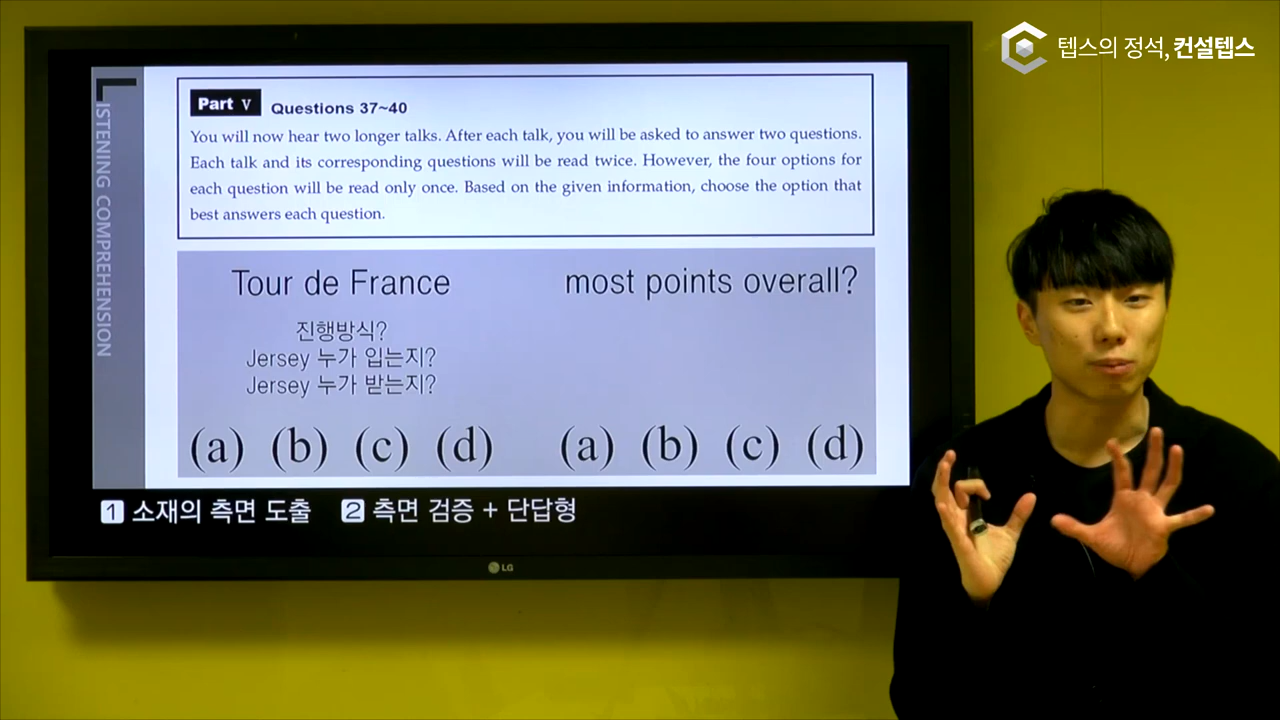 텝스의 정석, 컨설텝스
LISTENING COMPREHENSION
Part V Questions 37~40
You will now hear two longer talks. After each talk, you will be asked to answer two questions.
Each talk and its corresponding questions will be read twice. However, the four options for
each question will be read only once. Based on the given information, choose the option that
best answers each question.
Tour de France
진행방식?
Jersey 누가 입는지?
Jersey 누가 받는지?
(a) (b) (c) (d)
most points overall?
(a) (b) (c) (d)
1 소재의 측면 도출 2 측면 검증 + 단답형
LG